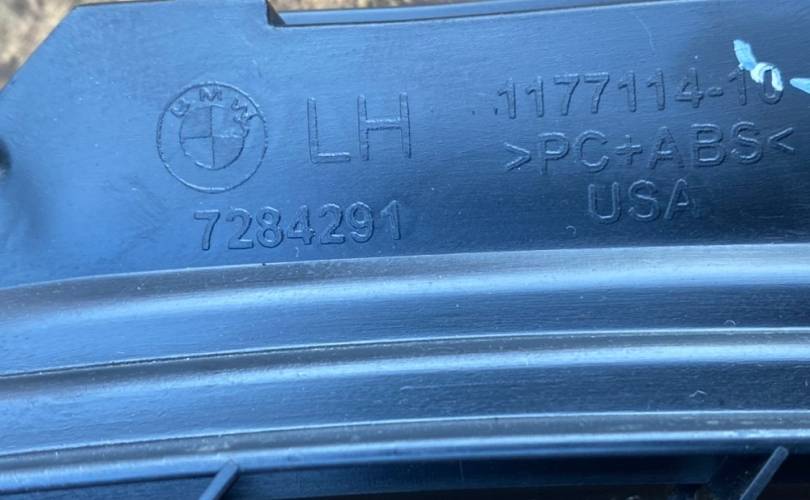 BMW
LH
7284291
1177114-10
>PC+ABS<
USA